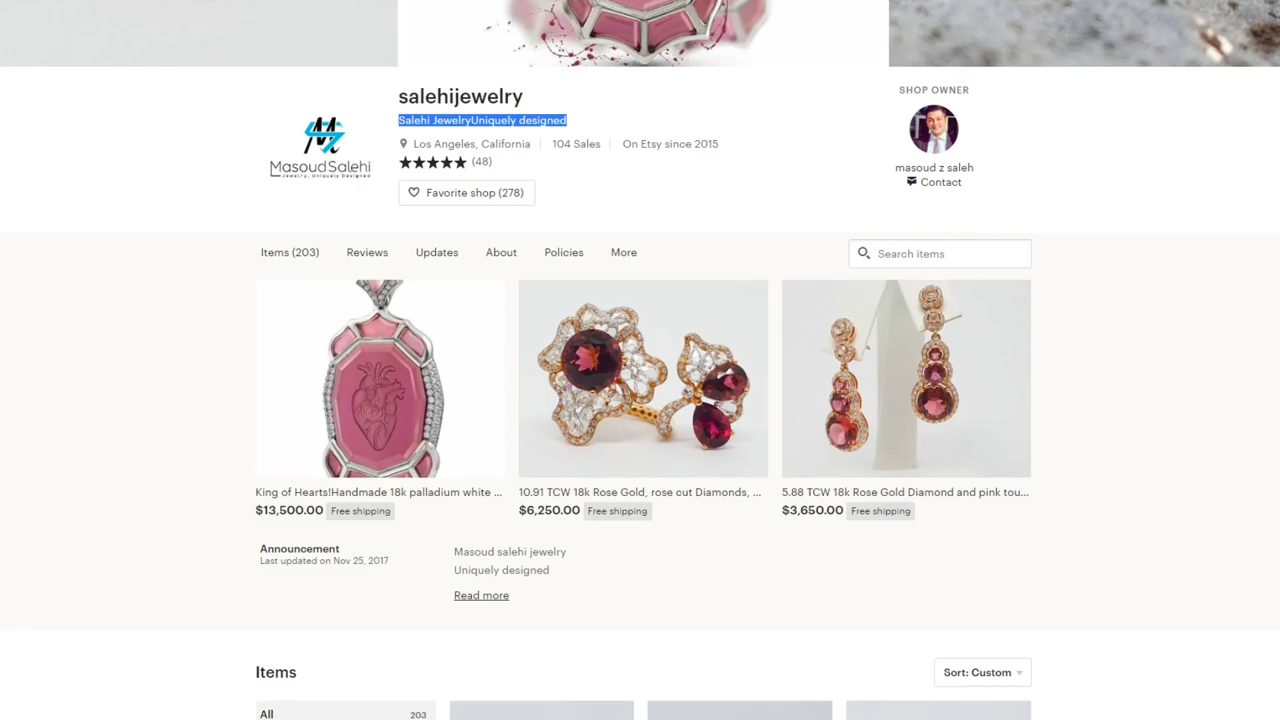 salehijewelry
Salehi JewelryUniquely designed
Los Angeles, California
104 Sales
On Etsy since 2015
(48)
Favorite shop (278)
MasoudSalehi
Jewelry, Uniquely Designed
SHOP OWNER
masoud z saleh
Contact
Items (203)
Reviews
Updates
About
Policies
More
Search items
King of Hearts!Handmade 18k palladium white ...
$13,500.00 Free shipping
10.91 TCW 18k Rose Gold, rose cut Diamonds, ...
$6,250.00 Free shipping
5.88 TCW 18k Rose Gold Diamond and pink tou...
$3,650.00 Free shipping
Announcement
Last updated on Nov 25, 2017
Masoud salehi jewelry
Uniquely designed
Read more
Items
Sort: Custom
All
203